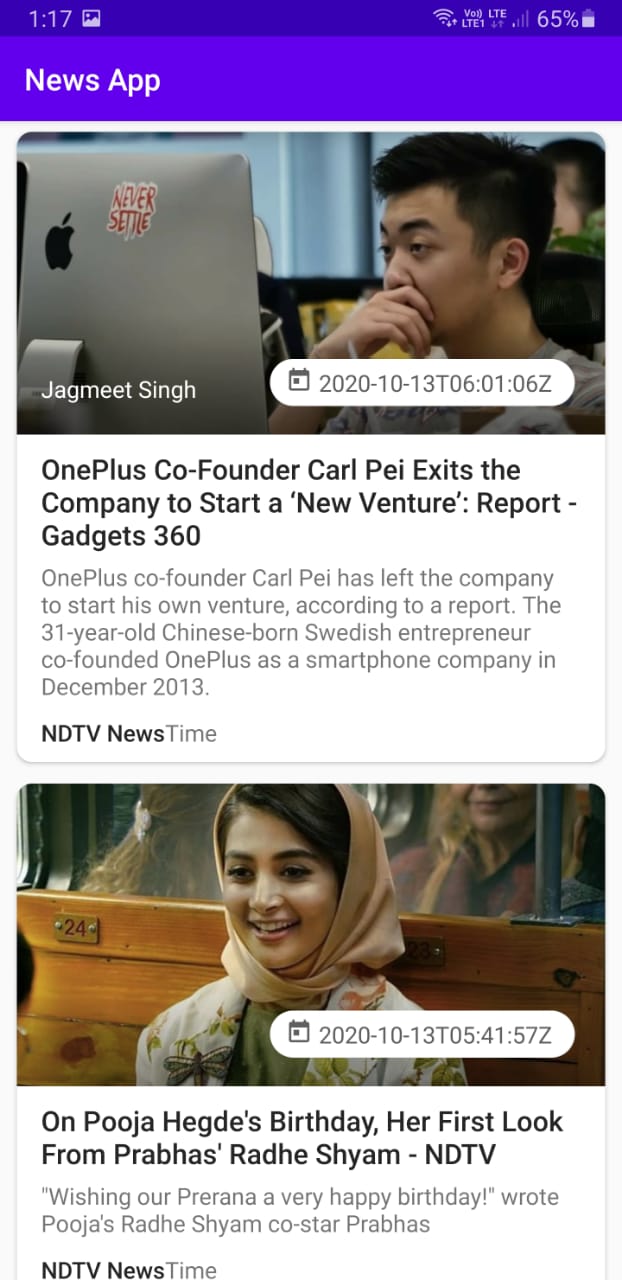 1:17
Vo)) LTE
LTE1
65%
News App
NEVER
SETTLE
Jagmeet Singh
2020-10-13T06:01:06Z
OnePlus Co-Founder Carl Pei Exits the
Company to Start a ‘New Venture’: Report -
Gadgets 360
OnePlus co-founder Carl Pei has left the company
to start his own venture, according to a report. The
31-year-old Chinese-born Swedish entrepreneur
co-founded OnePlus as a smartphone company in
December 2013.
NDTV NewsTime
24
23
2020-10-13T05:41:57Z
On Pooja Hegde's Birthday, Her First Look
From Prabhas' Radhe Shyam - NDTV
"Wishing our Prerana a very happy birthday!" wrote
Pooja's Radhe Shyam co-star Prabhas
NDTV NewsTime